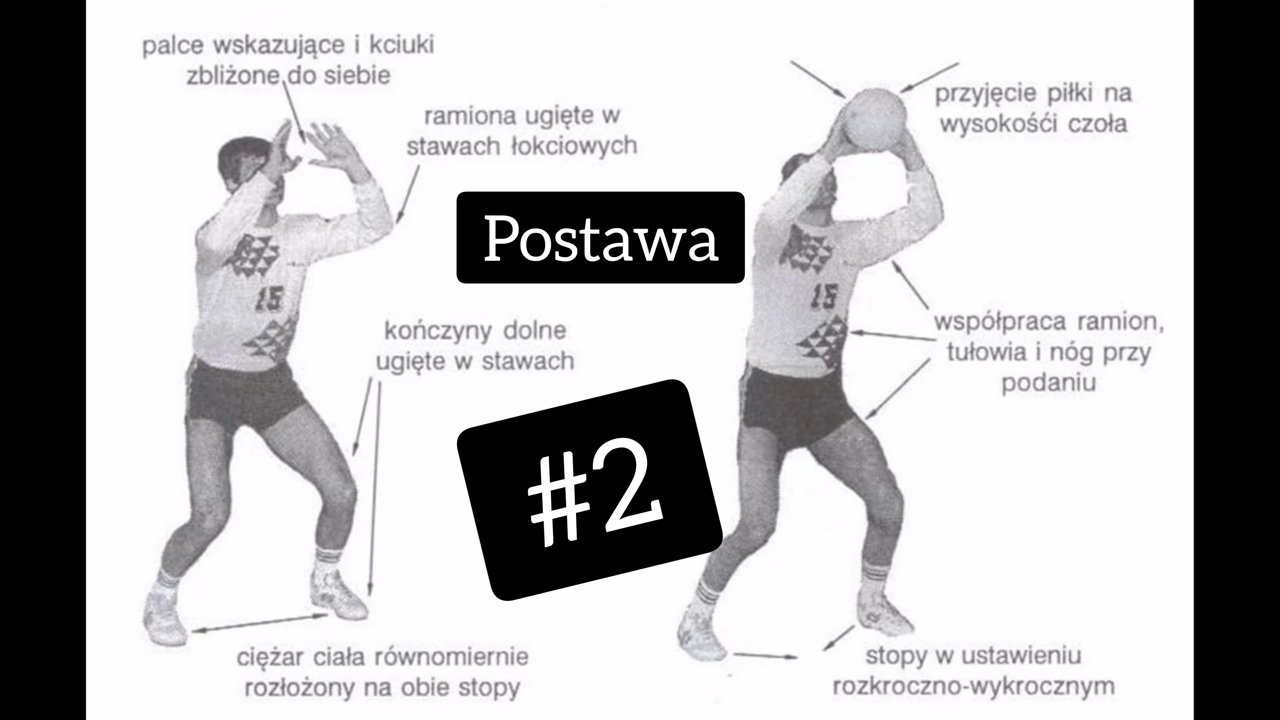 palce wskazujące i kciuki
zbliżone do siebie
ramiona ugięte w
stawach łokciowych
przyjęcie piłki na
wysokośći czoła
Postawa
15
15
kończyny dolne
ugięte w stawach
współpraca ramion,
tułowia i nóg przy
podaniu
#2
ciężar ciała równomiernie
rozłożony na obie stopy
stopy w ustawieniu
rozkroczno-wykrocznym